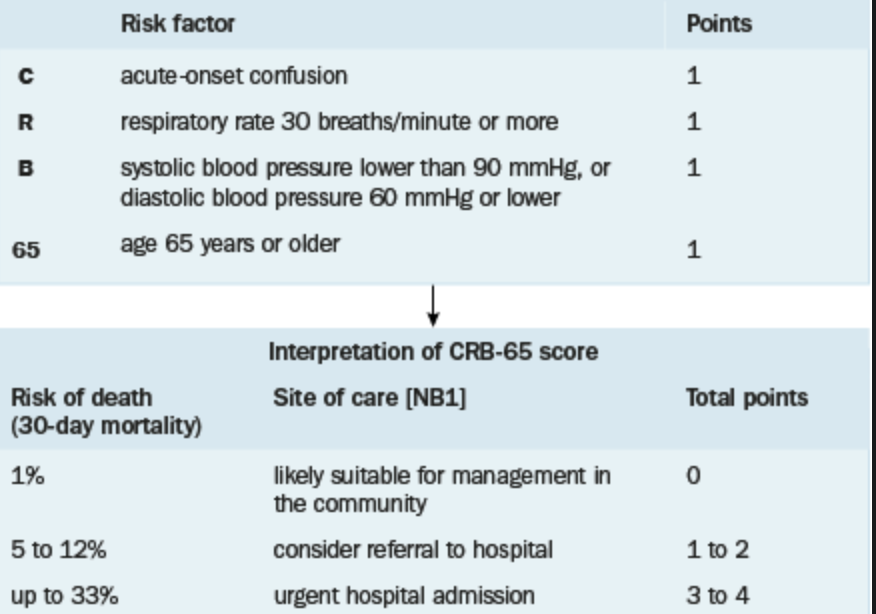 Risk factor Points
C acute-onset confusion 1
R respiratory rate 30 breaths/minute or more 1
B systolic blood pressure lower than 90 mmHg, or 1
diastolic blood pressure 60 mmHg or lower
65 age 65 years or older 1
Interpretation of CRB-65 score
Risk of death Site of care [NB1] Total points
(30-day mortality)
1% likely suitable for management in 0
the community
5 to 12% consider referral to hospital 1 to 2
up to 33% urgent hospital admission 3 to 4